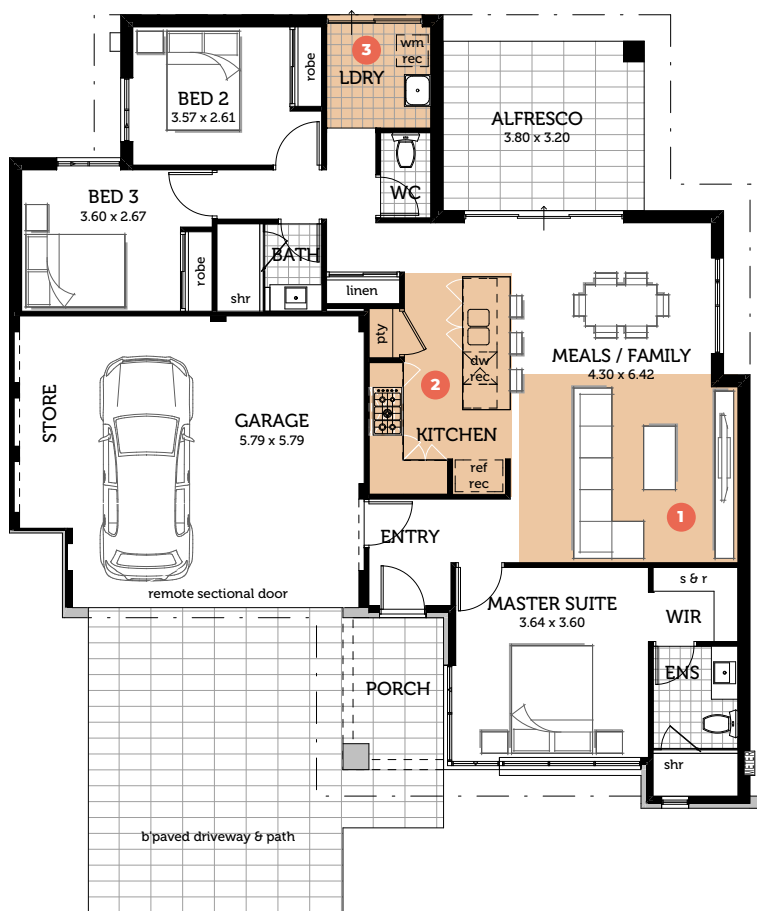 3
wm
rec
LDRY
robe
BED 2
3.57 x 2.61
ALFRESCO
3.80 x 3.20
WC
BED 3
3.60 x 2.67
BATH
robe
shr
linen
pty
dw
rec
2
KITCHEN
ref
rec
MEALS / FAMILY
4.30 x 6.42
1
STORE
GARAGE
5.79 x 5.79
ENTRY
remote sectional door
MASTER SUITE
3.64 x 3.60
s & r
WIR
ENS
shr
PORCH
METER
b'paved driveway & path